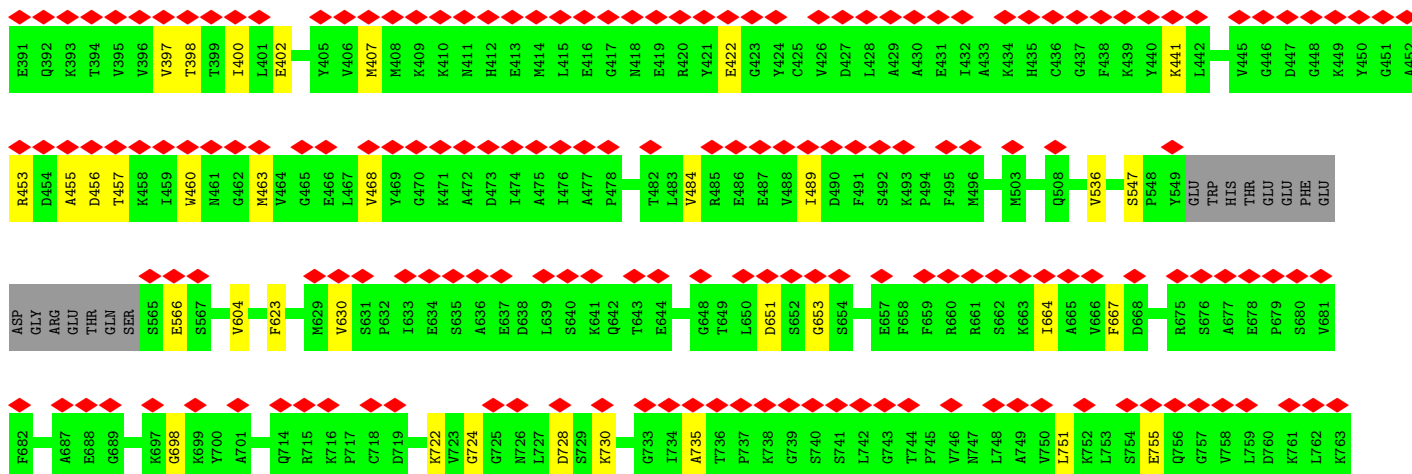 E391 Q392 K393 T394 V395 V396 V397 T398 T399 I400 L401 E402 Y405 V406 M407 M408 K409 K410 N411 H412 E413 M414 L415 E416 G417 N418 E419 R420 Y421 E422 G423 Y424 C425 V426 D427 L428 A429 A430 E431 I432 A433 K434 H435 C436 G437 F438 K439 Y440 K441 L442 V445 G446 D447 G448 K449 Y450 G451 A452
R453 D454 A455 D456 T457 K458 I459 W460 N461 G462 M463 V464 G465 E466 L467 V468 Y469 G470 K471 A472 D473 I474 A475 I476 A477 P478 T482 L483 V484 R485 E486 E487 V488 I489 D490 F491 S492 K493 P494 F495 M496 M503 Q508 V536 S547 P548 Y549 GLU TRP HIS THR GLU GLU PHE GLU
ASP GLY ARG GLU THR GLN SER S565 E566 S567 V604 F623 M629 V630 S631 P632 I633 E634 S635 A636 E637 D638 L639 S640 K641 Q642 T643 E644 G648 T649 L650 D651 S652 G653 S654 E657 F658 F659 R660 R661 S662 K663 I664 A665 V666 F667 D668 R675 S676 A677 E678 P679 S680 V681
F682 A687 E688 G689 K697 G698 K699 Y700 A701 Q714 R715 K716 P717 C718 D719 K722 V723 G724 G725 N726 L727 D728 S729 K730 G733 I734 A735 T736 P737 K738 G739 S740 S741 L742 G743 T744 P745 V746 N747 L748 A749 V750 L751 K752 L753 S754 E755 Q756 G757 V758 L759 D760 K761 L762 K763